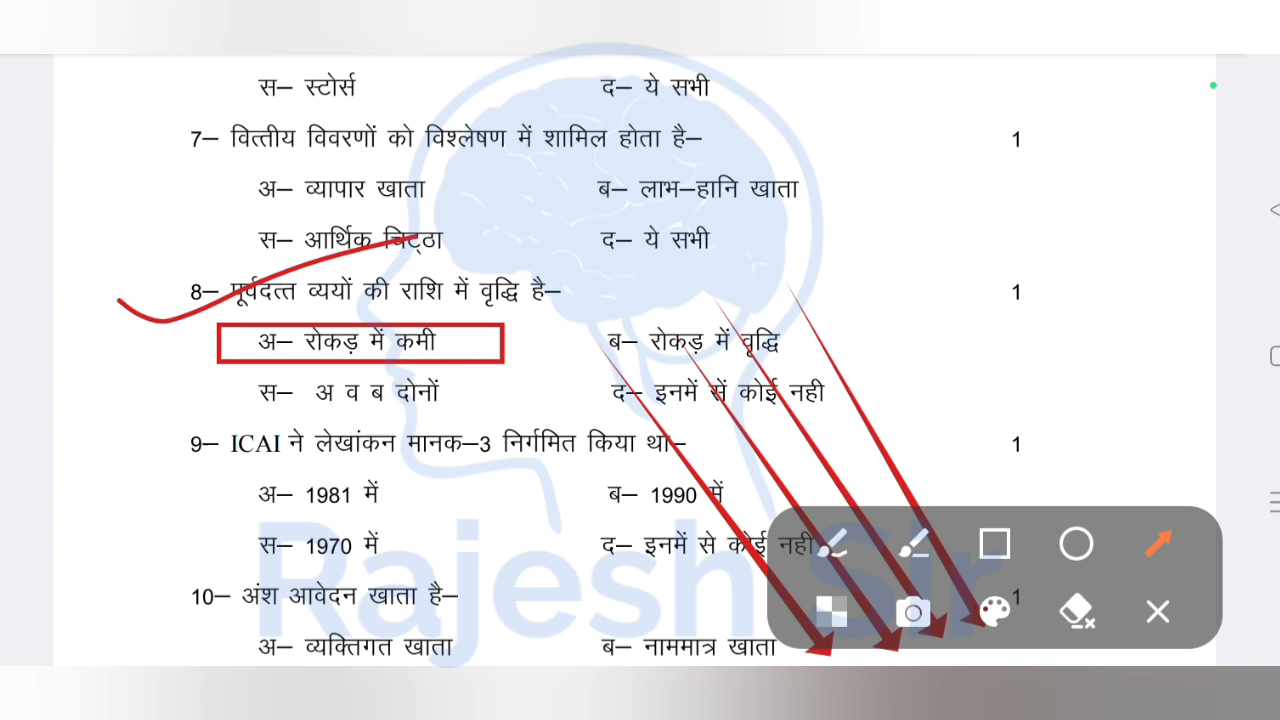 स– स्टोर्स द– ये सभी
7– वित्तीय विवरणों को विश्लेषण में शामिल होता है– 1
अ– व्यापार खाता ब– लाभ–हानि खाता
स– आर्थिक चिट्ठा द– ये सभी
8– पूर्वदत्त व्ययों की राशि में वृद्धि है– 1
अ– रोकड़ में कमी ब– रोकड़ में वृद्धि
स– अ व ब दोनों द– इनमें सें कोई नही
9– ICAI ने लेखांकन मानक–3 निर्गमित किया था– 1
अ– 1981 में ब– 1990 में
स– 1970 में द– इनमें से कोई नही
10– अंश आवेदन खाता है– 1
अ– व्यक्तिगत खाता ब– नाममात्र खाता
Rajesh Sir